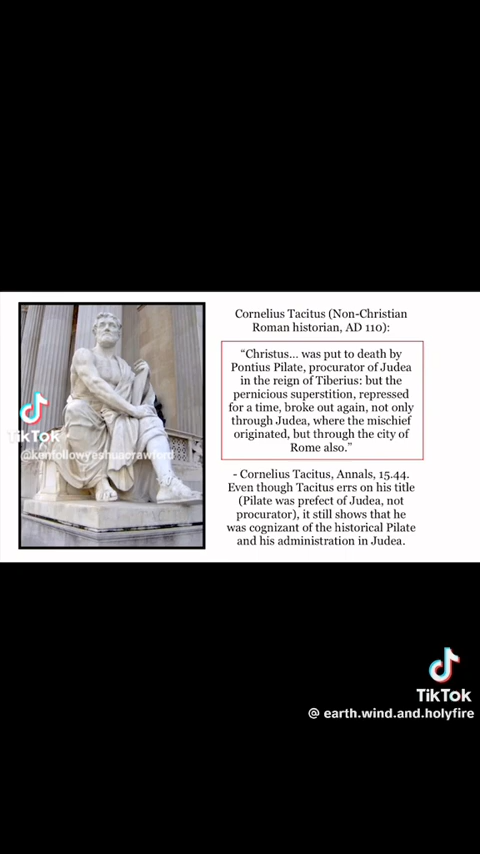 Cornelius Tacitus (Non-Christian
Roman historian, AD 110):
“Christus... was put to death by
Pontius Pilate, procurator of Judea
in the reign of Tiberius: but the
pernicious superstition, repressed
for a time, broke out again, not only
through Judea, where the mischief
originated, but through the city of
Rome also.”
- Cornelius Tacitus, Annals, 15.44.
Even though Tacitus errs on his title
(Pilate was prefect of Judea, not
procurator), it still shows that he
was cognizant of the historical Pilate
and his administration in Judea.
TikTok
@kenfollowyeshuacrawford
TikTok
@ earth.wind.and.holyfire